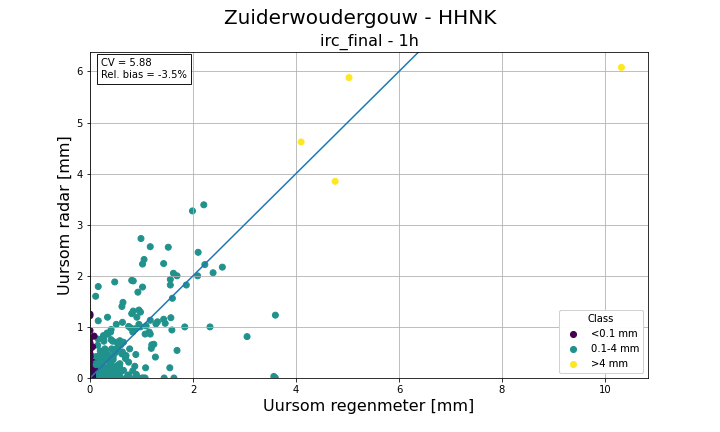 Zuiderwoudergouw - HHNK
irc_final - 1h
CV = 5.88
Rel. bias = -3.5%
Uursom radar [mm]
6
5
4
3
2
1
0
0 2 4 6 8 10
Uursom regenmeter [mm]
Class
<0.1 mm
0.1-4 mm
>4 mm